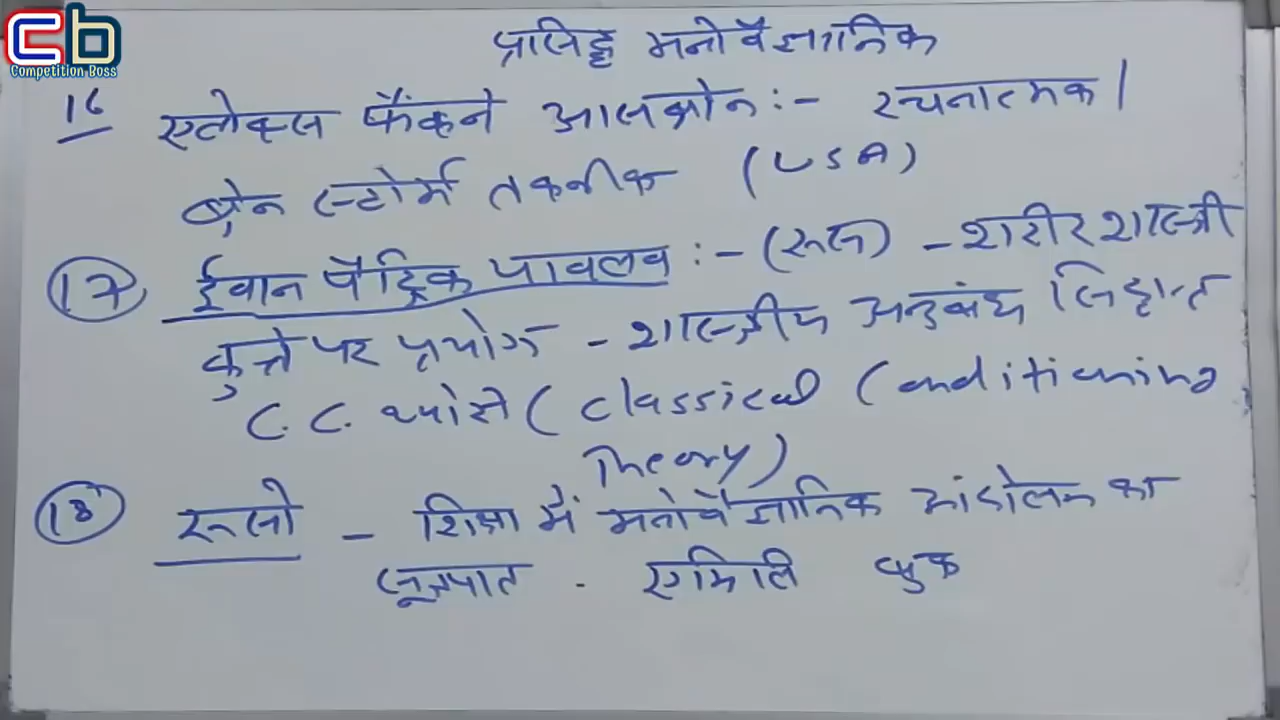 Cb
Competition Boss
प्रसिद्ध मनोवैज्ञानिक
16 एलेक्स फैंकने आसबोन :- रचनात्मक।
ब्रेन स्टोर्म तकनीक (USA)
17 ईवान पैट्रिक पावलव :- (रूस) - शरीर शास्त्री
कुत्ते पर प्रयोग - शास्त्रीय अनुबंध सिद्धान्त
C.C. थ्योरी (Classical Conditioning
Theory)
18 रूसो - शिक्षा में मनोवैज्ञानिक आंदोलन का
सूत्रपात - एमिलि बुक